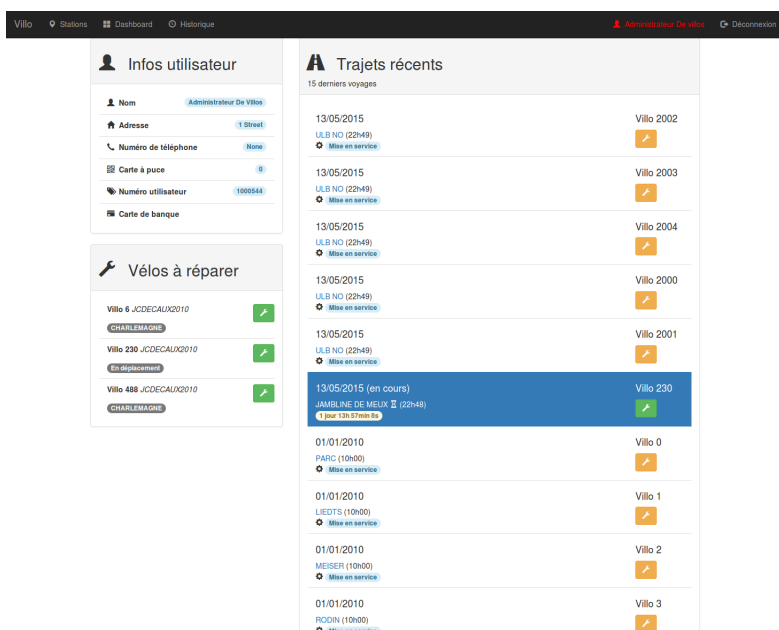 Villo Stations Dashboard Historique Administrateur De villos Déconnexion
Infos utilisateur
Nom Administrateur De Villos
Adresse 1 Street
Numéro de téléphone None
Carte à puce 0
Numéro utilisateur 1000544
Carte de banque
Vélos à réparer
Villo 6 JCDECAUX2010
CHARLEMAGNE
Villo 230 JCDECAUX2010
En déplacement
Villo 488 JCDECAUX2010
CHARLEMAGNE
Trajets récents
15 derniers voyages
13/05/2015 Villo 2002
ULB NO (22h49)
Mise en service
13/05/2015 Villo 2003
ULB NO (22h49)
Mise en service
13/05/2015 Villo 2004
ULB NO (22h49)
Mise en service
13/05/2015 Villo 2000
ULB NO (22h49)
Mise en service
13/05/2015 Villo 2001
ULB NO (22h49)
Mise en service
13/05/2015 (en cours) Villo 230
JAMBLINE DE MEUX (22h48)
1 jour 13h 57min 8s
01/01/2010 Villo 0
PARC (10h00)
Mise en service
01/01/2010 Villo 1
LIEDTS (10h00)
Mise en service
01/01/2010 Villo 2
MEISER (10h00)
Mise en service
01/01/2010 Villo 3
RODIN (10h00)
Mise en service